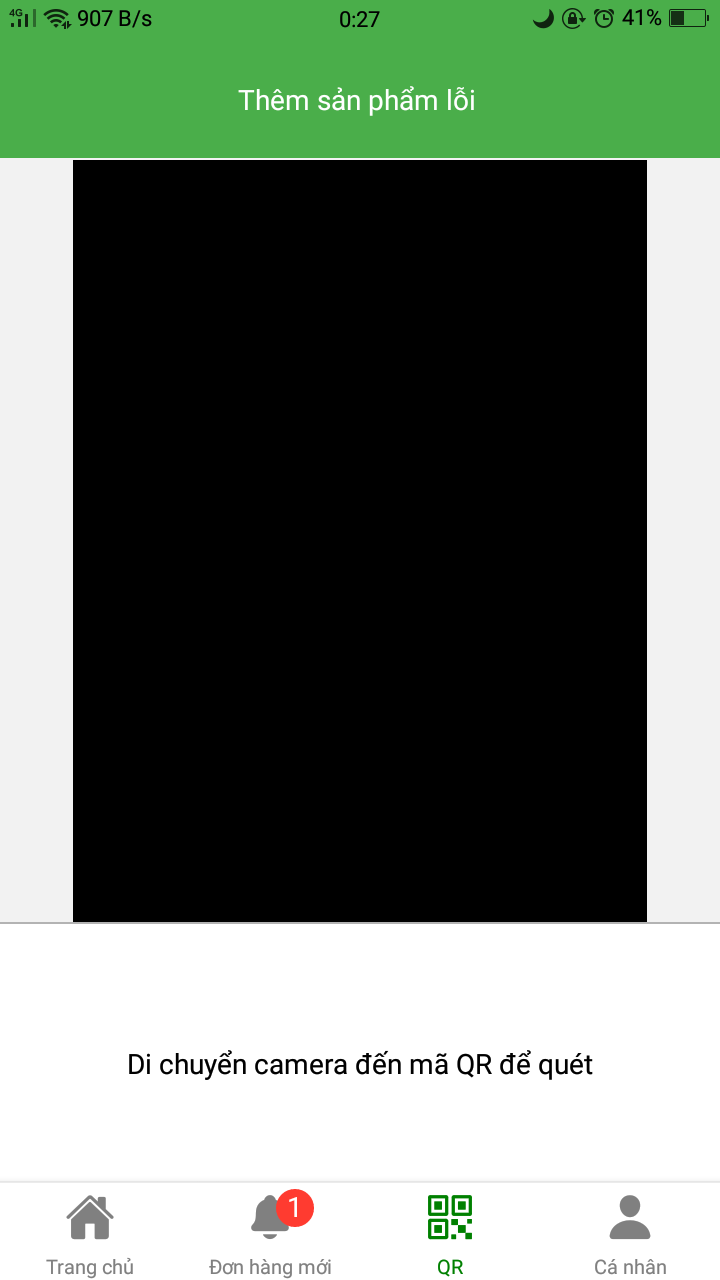 4G 907 B/s 0:27 41%
Thêm sản phẩm lỗi
Di chuyển camera đến mã QR để quét
1
Trang chủ Đơn hàng mới QR Cá nhân